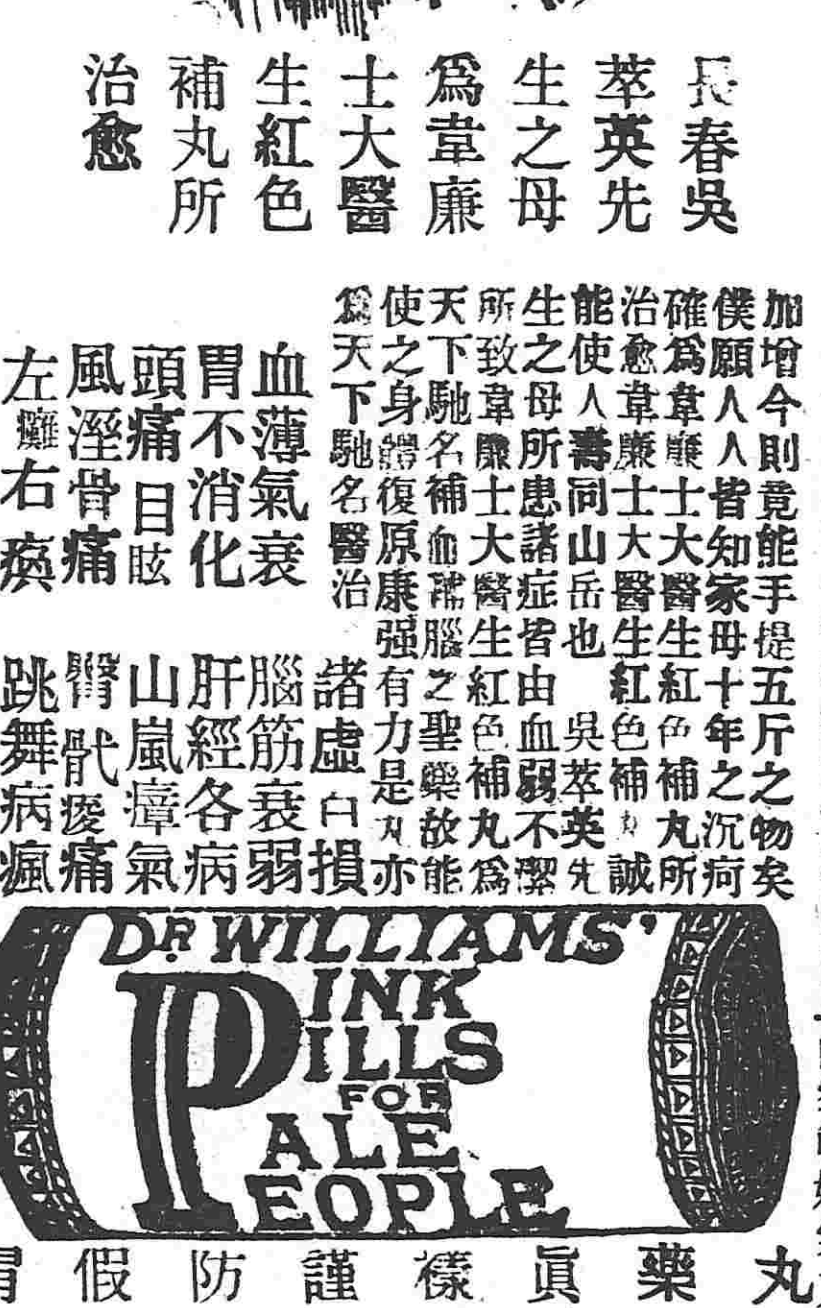 長春吳
萃英先
生之母
爲韋廉
士大醫
生紅色
補丸所
治愈
加增今則竟能手提五斤之物矣
僕願人人皆知家母十年之沉疴
確爲韋廉士大醫生紅色補丸所
治愈韋廉士大醫生紅色補丸誠
能使人壽同山岳也 吳萃英先
生之母所患諸症皆由血弱不潔
所致韋廉士大醫生紅色補丸爲
天下馳名補血健腦之聖藥故能
使之身體復原康强有力是丸亦
爲天下馳名醫治
諸虛百損
血薄氣衰 腦筋衰弱
胃不消化 肝經各病
頭痛目眩 山嵐瘴氣
風溼骨痛 臀骮痠痛
左癱右瘓 跳舞病瘋
DR WILLIAMS'
PINK
PILLS
FOR
PALE
PEOPLE
丸藥眞樣謹防假冒